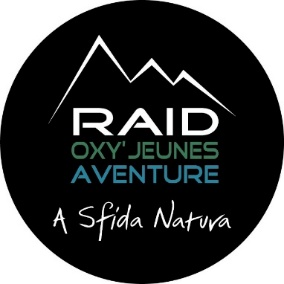 RAID
OXY'JEUNES
AVENTURE
A Sfida Natura